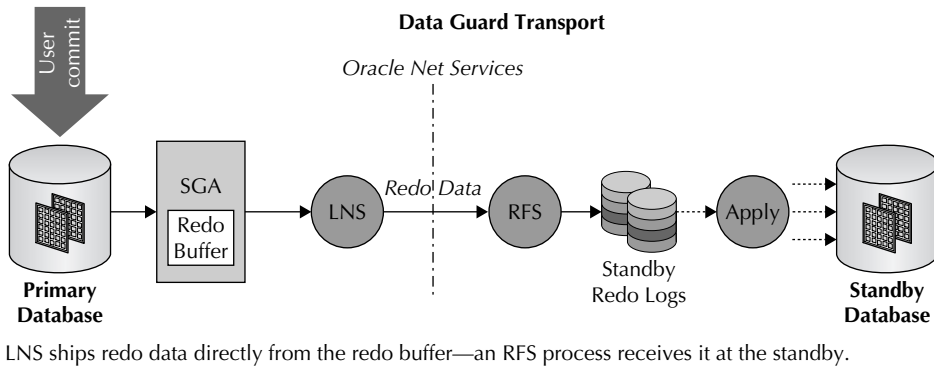 Data Guard Transport
User
commit
Oracle Net Services
SGA
Redo
Buffer
LNS
Redo Data
RFS
Apply
Standby
Redo Logs
Primary
Database
Standby
Database
LNS ships redo data directly from the redo buffer—an RFS process receives it at the standby.